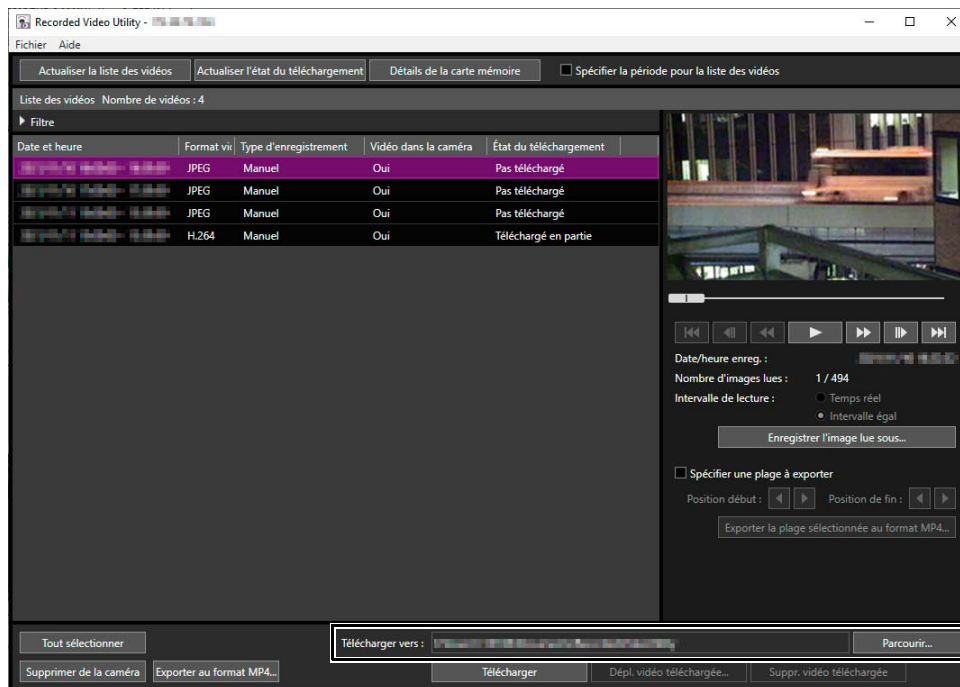 Recorded Video Utility -
Fichier Aide
Actualiser la liste des vidéos Actualiser l'état du téléchargement Détails de la carte mémoire Spécifier la période pour la liste des vidéos
Liste des vidéos Nombre de vidéos : 4
Filtre
Date et heure Format vi Type d'enregistrement Vidéo dans la caméra État du téléchargement
JPEG Manuel Oui Pas téléchargé
JPEG Manuel Oui Pas téléchargé
JPEG Manuel Oui Pas téléchargé
H.264 Manuel Oui Téléchargé en partie
Date/heure enreg. :
Nombre d'images lues : 1 / 494
Intervalle de lecture : Temps réel
Intervalle égal
Enregistrer l'image lue sous...
Spécifier une plage à exporter
Position début : Position de fin :
Exporter la plage sélectionnée au format MP4...
Tout sélectionner Télécharger vers : Parcourir...
Supprimer de la caméra Exporter au format MP4... Télécharger Dépl. vidéo téléchargée... Suppr. vidéo téléchargée